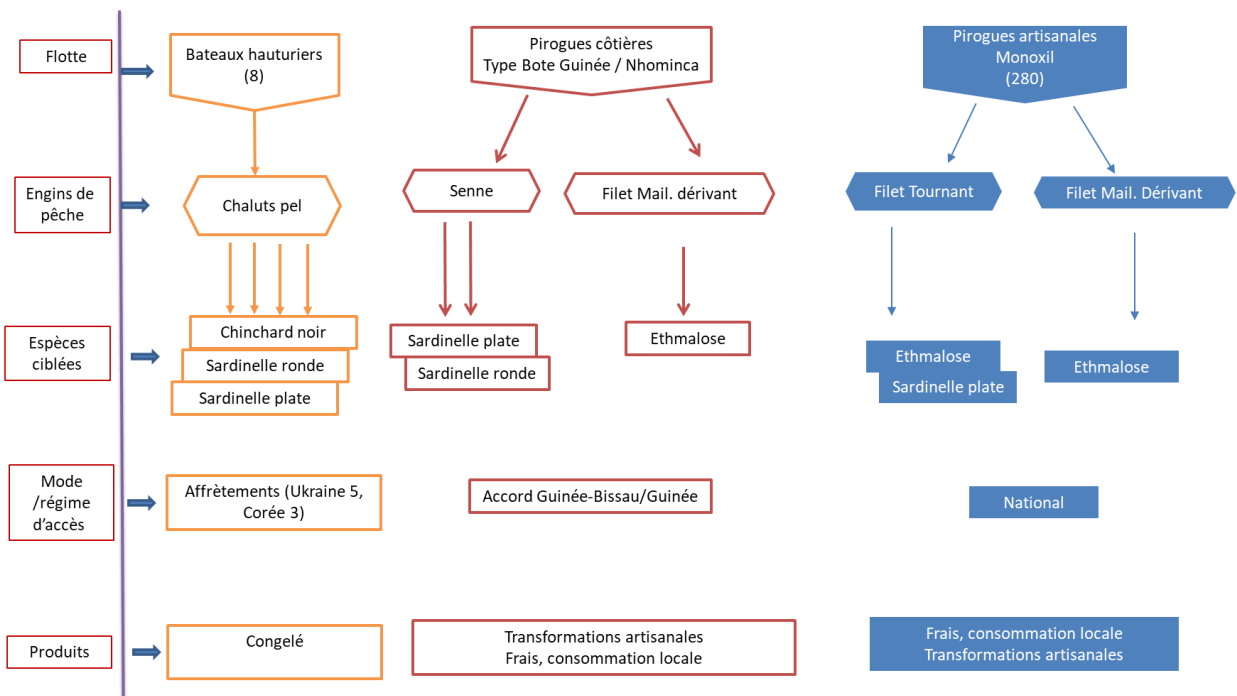 Flotte
Bateaux hauturiers
(8)
Pirogues côtières
Type Bote Guinée / Nhominca
Pirogues artisanales
Monoxil
(280)
Engins de
pêche
Chaluts pel
Senne
Filet Mail. dérivant
Filet Tournant
Filet Mail. Dérivant
Espèces
ciblées
Chinchard noir
Sardinelle ronde
Sardinelle plate
Sardinelle plate
Sardinelle ronde
Ethmalose
Ethmalose
Sardinelle plate
Ethmalose
Mode
/régime
d’accès
Affrètements (Ukraine 5,
Corée 3)
Accord Guinée-Bissau/Guinée
National
Produits
Congelé
Transformations artisanales
Frais, consommation locale
Frais, consommation locale
Transformations artisanales